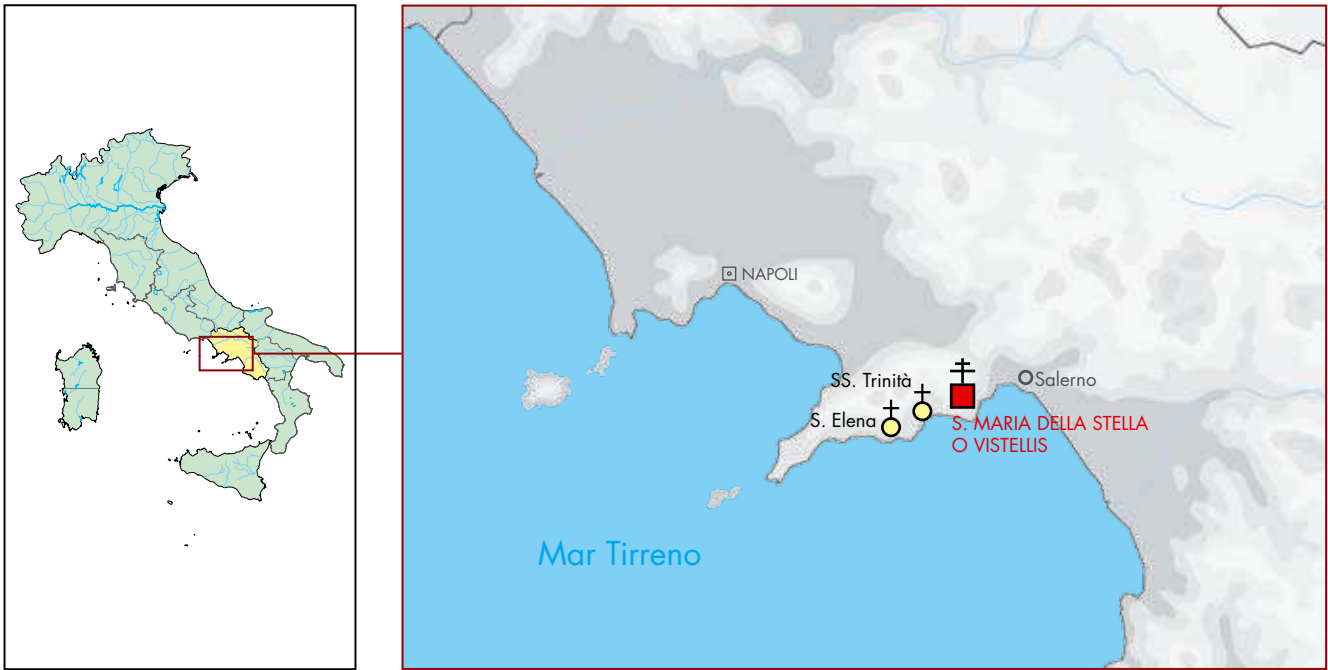 NAPOLI
SS. Trinità
Salerno
S. Elena
S. MARIA DELLA STELLA
O VISTELLIS
Mar Tirreno